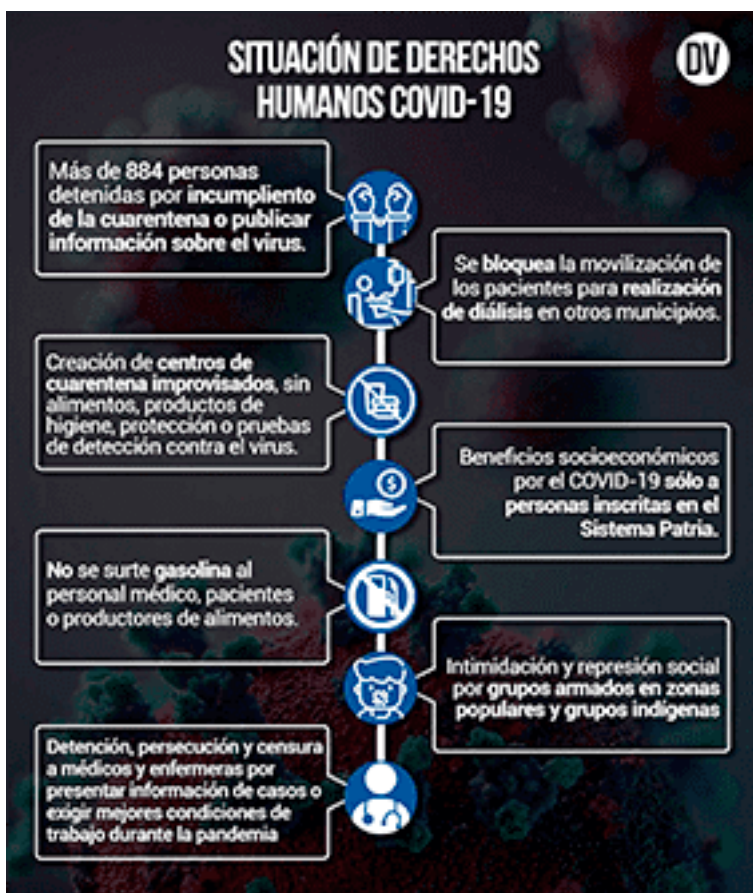 SITUACIÓN DE DERECHOS
HUMANOS COVID-19
DV
Más de 884 personas
detenidas por incumpliento
de la cuarentena o publicar
información sobre el virus.
Se bloquea la movilización de
los pacientes para realización
de diálisis en otros municipios.
Creación de centros de
cuarentena improvisados, sin
alimentos, productos de
higiene, protección o pruebas
de detección contra el virus.
Beneficios socioeconómicos
por el COVID-19 sólo a
personas inscritas en el
Sistema Patria.
No se surte gasolina al
personal médico, pacientes
o productores de alimentos.
Intimidación y represión social
por grupos armados en zonas
populares y grupos indígenas
Detención, persecución y censura
a médicos y enfermeras por
presentar información de casos o
exigir mejores condiciones de
trabajo durante la pandemia